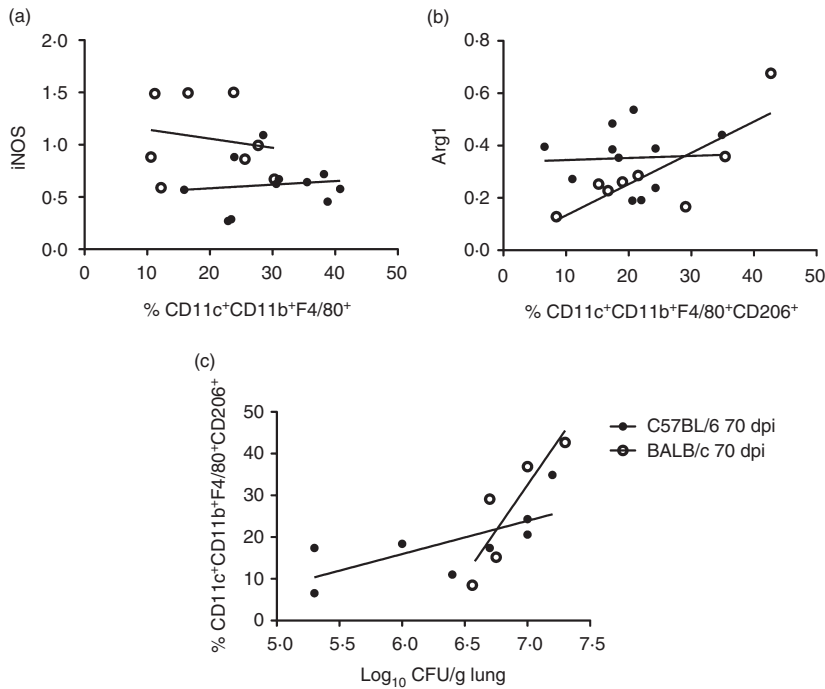 (a)
2·0
1·5
1·0
0·5
0·0
iNOS
0 10 20 30 40 50
% CD11c⁺CD11b⁺F4/80⁺
(b)
0·8
0·6
0·4
0·2
0·0
Arg1
0 10 20 30 40 50
% CD11c⁺CD11b⁺F4/80⁺CD206⁺
(c)
50
40
30
20
10
0
% CD11c⁺CD11b⁺F4/80⁺CD206⁺
5·0 5·5 6·0 6·5 7·0 7·5
Log₁₀ CFU/g lung
C57BL/6 70 dpi
BALB/c 70 dpi